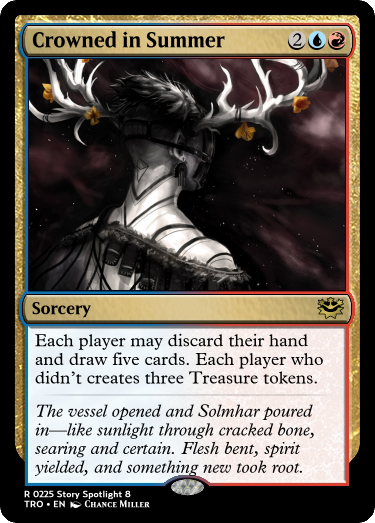 Crowned in Summer 2
Sorcery
Each player may discard their hand
and draw five cards. Each player who
didn't creates three Treasure tokens.
The vessel opened and Solmhar poured
in—like sunlight through cracked bone,
searing and certain. Flesh bent, spirit
yielded, and something new took root.
R 0225 Story Spotlight 8
TRO • EN Chance Miller